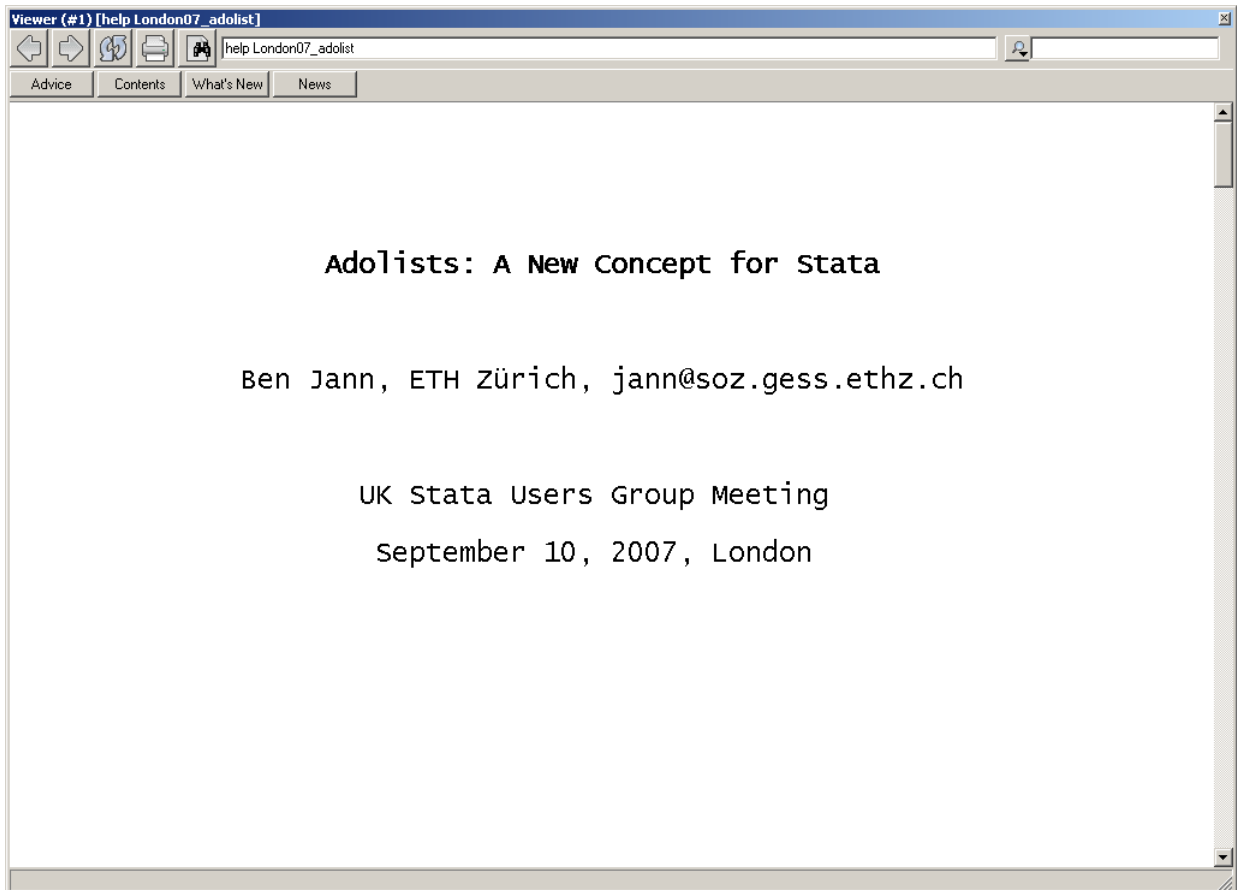 Viewer (#1) [help London07_adolist]
help London07_adolist
Advice Contents What's New News
Adolists: A New Concept for Stata
Ben Jann, ETH Zürich, jann@soz.gess.ethz.ch
UK Stata Users Group Meeting
September 10, 2007, London